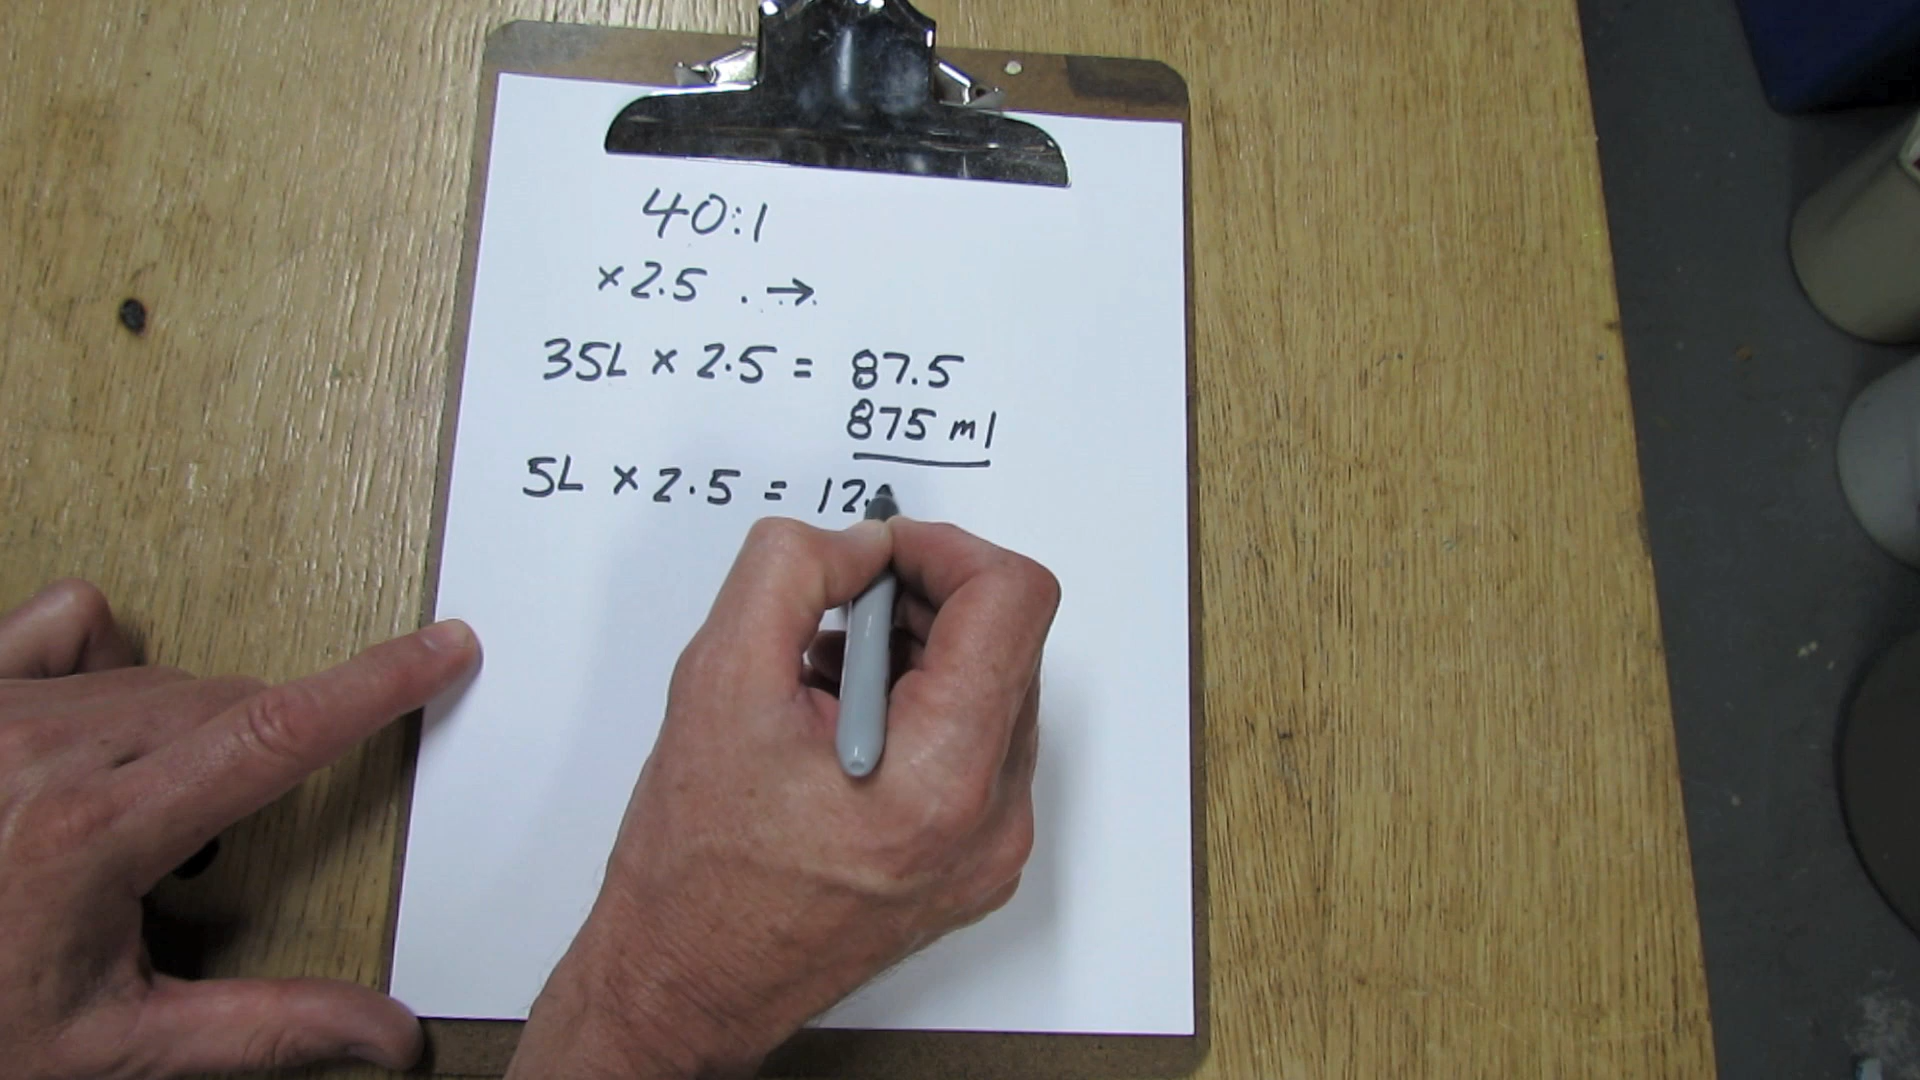 40:1
×2.5 . →
35L × 2.5 = 87.5
875 ml
5L × 2.5 = 12.